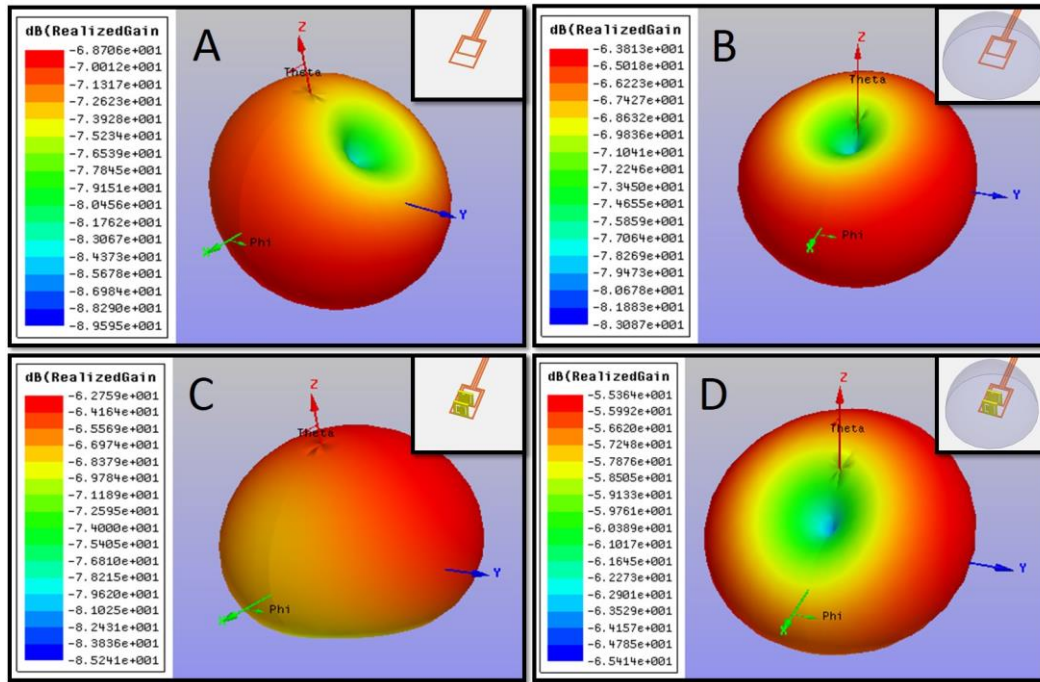 dB(RealizedGain
-6.8706e+001
-7.0012e+001
-7.1317e+001
-7.2623e+001
-7.3928e+001
-7.5234e+001
-7.6539e+001
-7.7845e+001
-7.9151e+001
-8.0456e+001
-8.1762e+001
-8.3067e+001
-8.4373e+001
-8.5678e+001
-8.6984e+001
-8.8290e+001
-8.9595e+001
A
Z
Theta
Y
Phi
X
dB(RealizedGain
-6.3813e+001
-6.5018e+001
-6.6223e+001
-6.7427e+001
-6.8632e+001
-6.9836e+001
-7.1041e+001
-7.2246e+001
-7.3450e+001
-7.4655e+001
-7.5859e+001
-7.7064e+001
-7.8269e+001
-7.9473e+001
-8.0678e+001
-8.1883e+001
-8.3087e+001
B
Z
Theta
Y
Phi
X
dB(RealizedGain
-6.2759e+001
-6.4164e+001
-6.5569e+001
-6.6974e+001
-6.8379e+001
-6.9784e+001
-7.1189e+001
-7.2595e+001
-7.4000e+001
-7.5405e+001
-7.6810e+001
-7.8215e+001
-7.9620e+001
-8.1025e+001
-8.2431e+001
-8.3836e+001
-8.5241e+001
C
Z
Theta
Y
Phi
X
dB(RealizedGain
-5.5364e+001
-5.5992e+001
-5.6620e+001
-5.7248e+001
-5.7876e+001
-5.8505e+001
-5.9133e+001
-5.9761e+001
-6.0389e+001
-6.1017e+001
-6.1645e+001
-6.2273e+001
-6.2901e+001
-6.3529e+001
-6.4157e+001
-6.4785e+001
-6.5414e+001
D
Z
Theta
Y
Phi
X